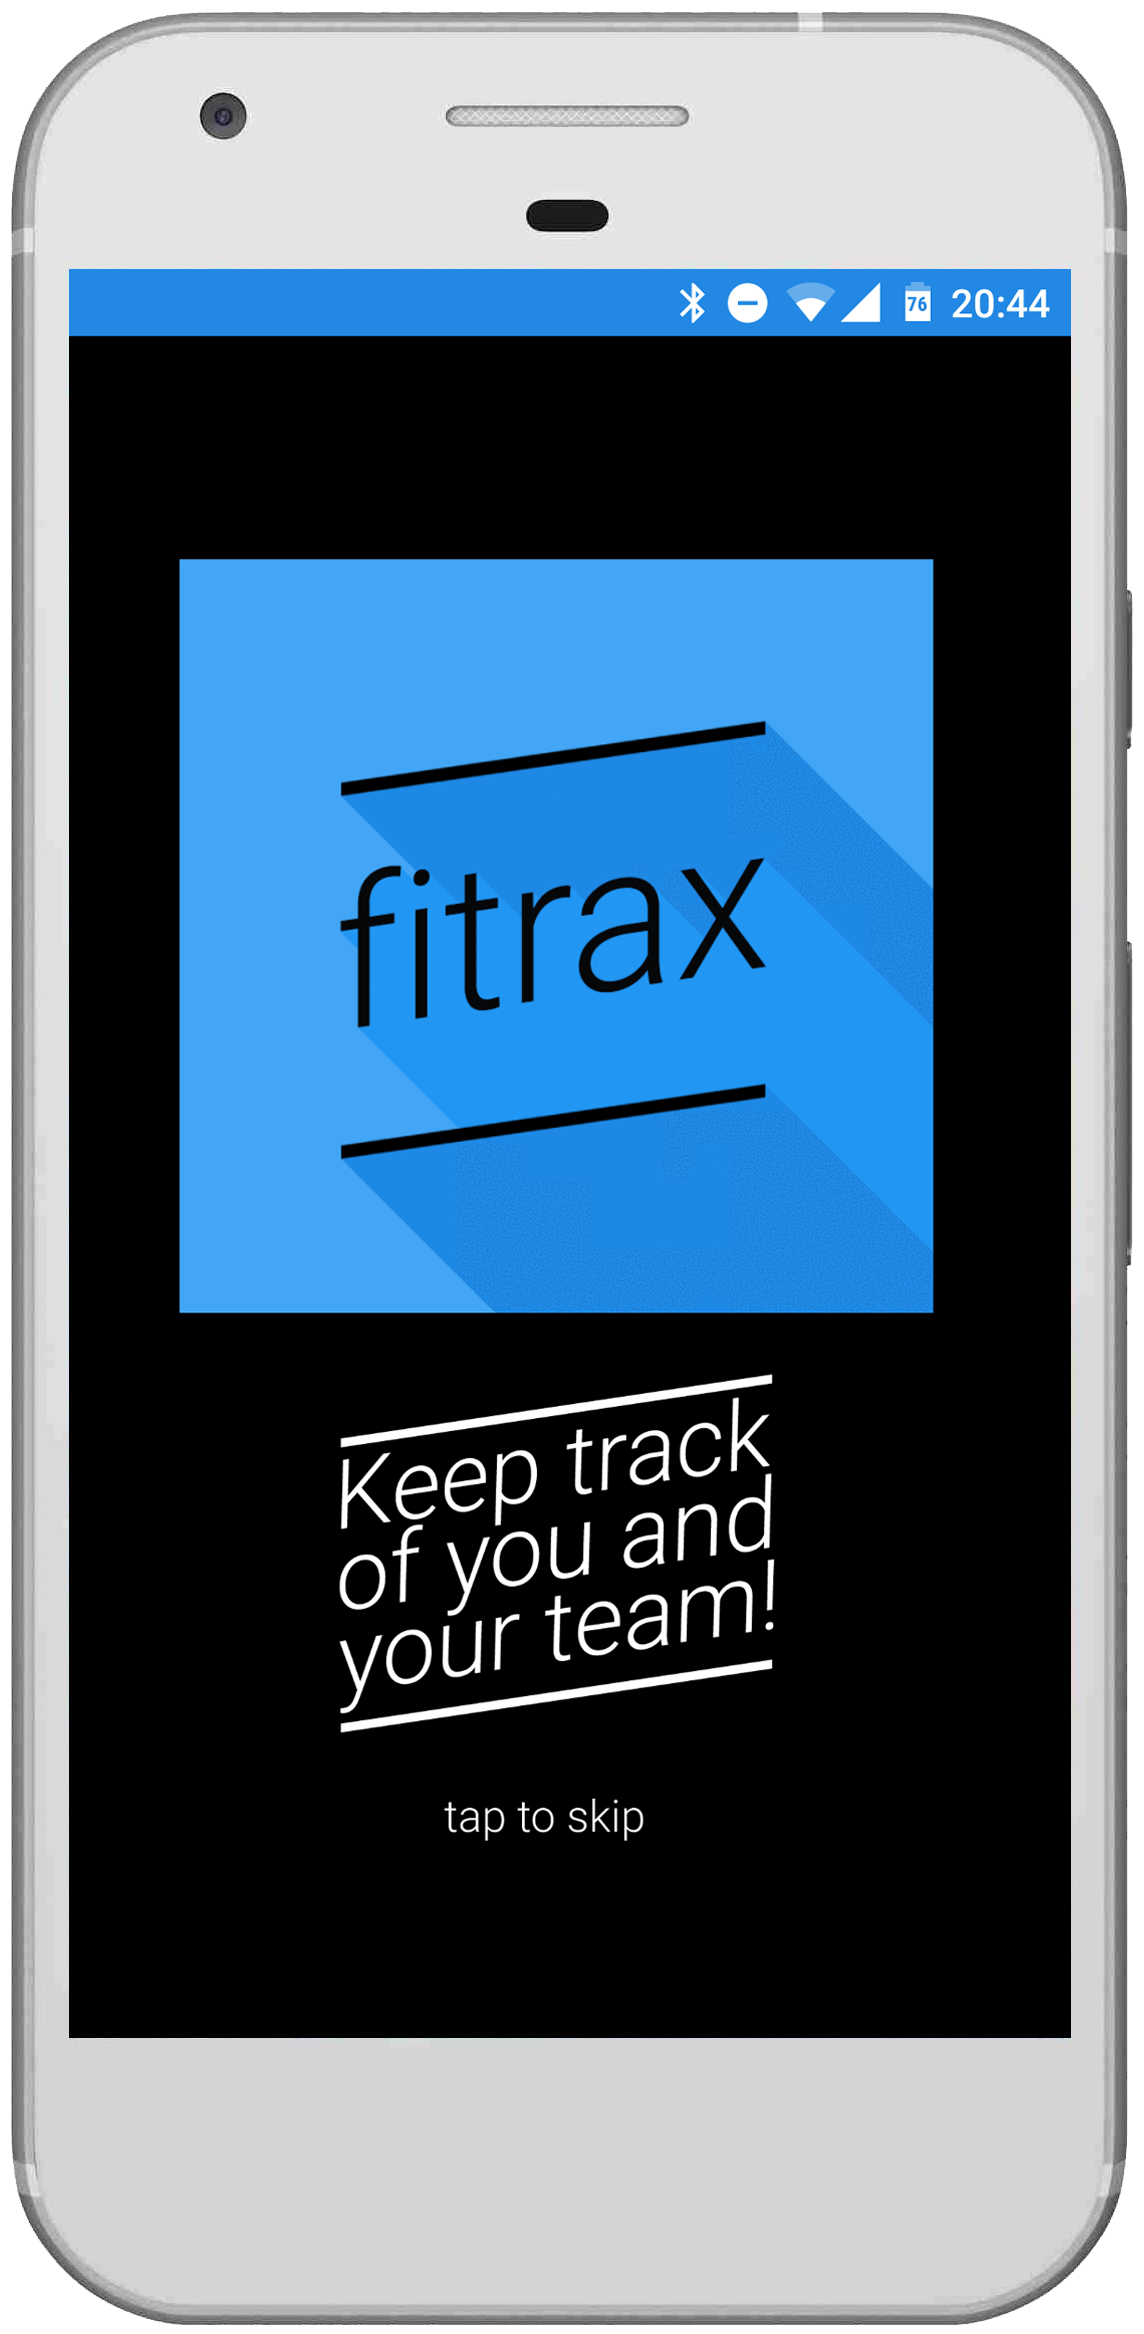 76 20:44
fitrax
Keep track
of you and
your team!
tap to skip